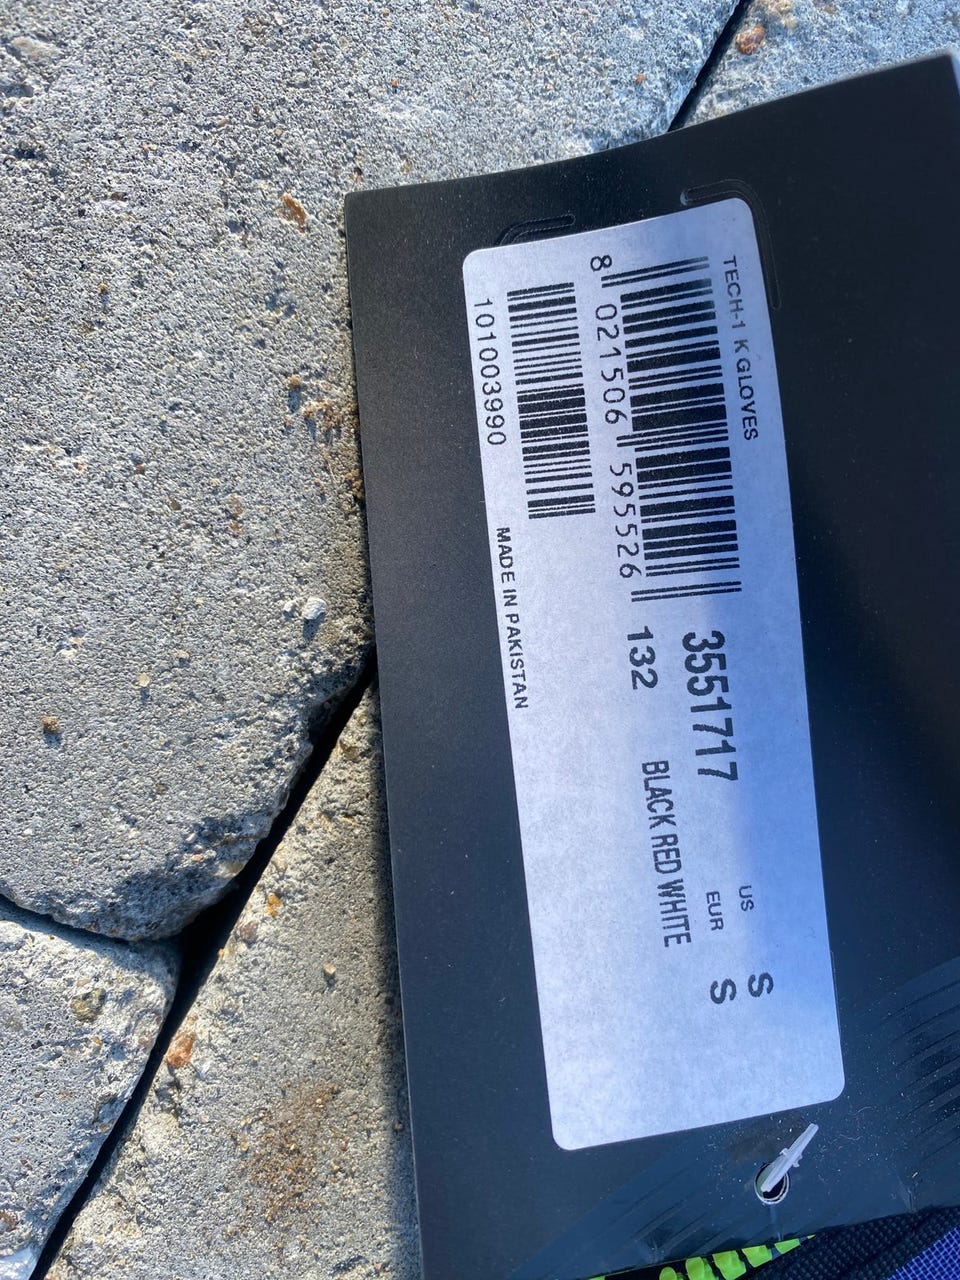 TECH-1 K GLOVES
8 021506 595526
101003990
MADE IN PAKISTAN
3551717
132
BLACK RED WHITE
US S
EUR S